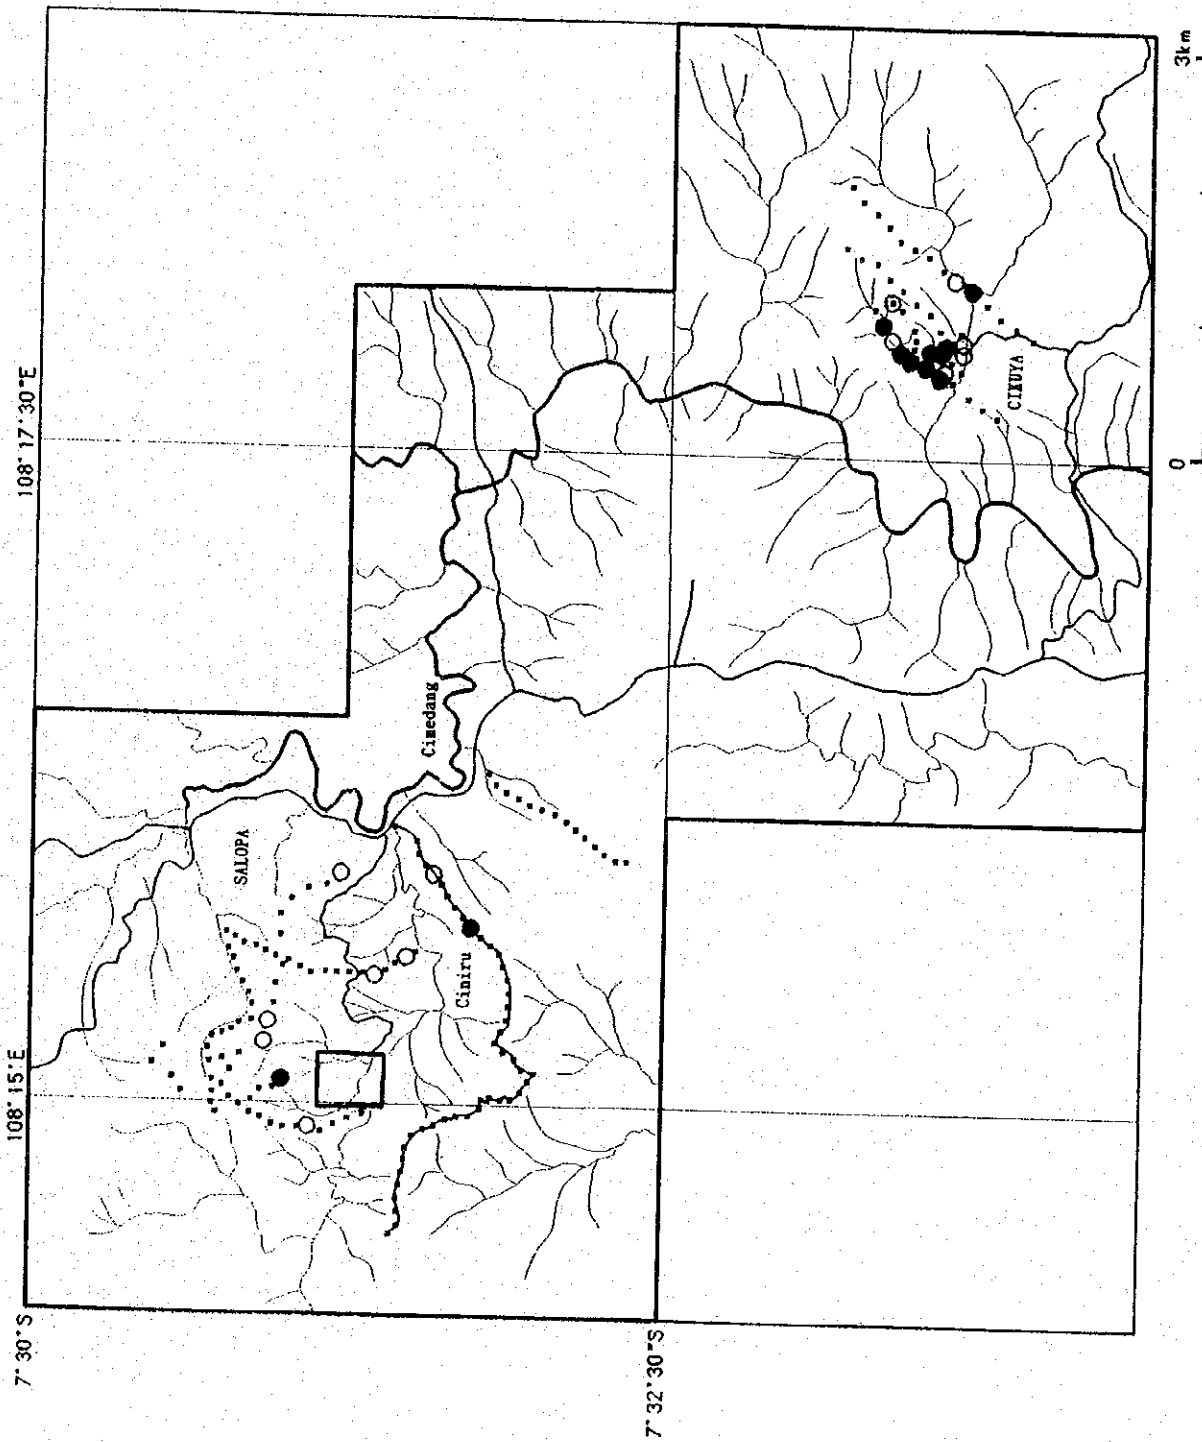 108° 15' E
108° 17' 30" E
7° 30' S
7° 32' 30" S
SALOPA
Cimedang
Ciniru
CIKUYA
0
3km